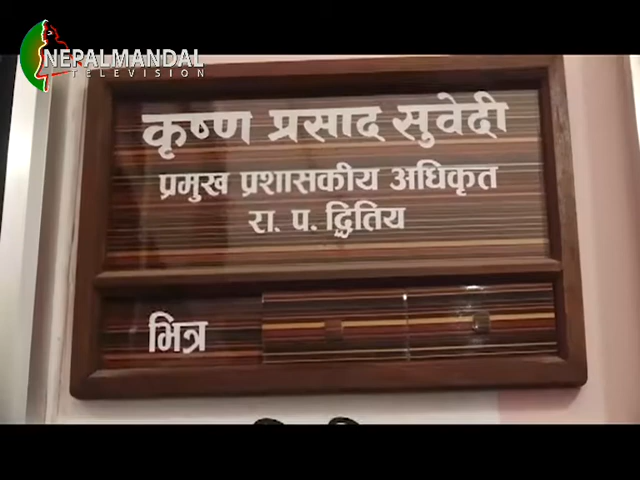 NEPALMANDAL
TELEVISION
कृष्ण प्रसाद सुवेदी
प्रमुख प्रशासकीय अधिकृत
रा. प. द्वितिय
भित्र